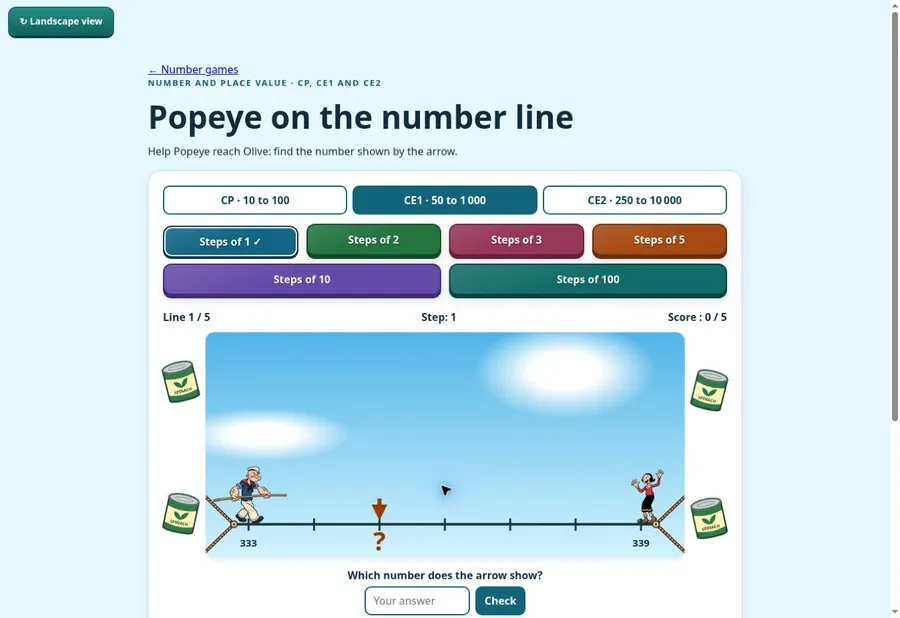 ↻ Landscape view
← Number games
NUMBER AND PLACE VALUE · CP, CE1 AND CE2
Popeye on the number line
Help Popeye reach Olive: find the number shown by the arrow.
CP · 10 to 100
CE1 · 50 to 1 000
CE2 · 250 to 10 000
Steps of 1 ✓
Steps of 2
Steps of 3
Steps of 5
Steps of 10
Steps of 100
Line 1 / 5
Step: 1
Score : 0 / 5
SPINACH
SPINACH
SPINACH
SPINACH
?
333
339
Which number does the arrow show?
Your answer
Check